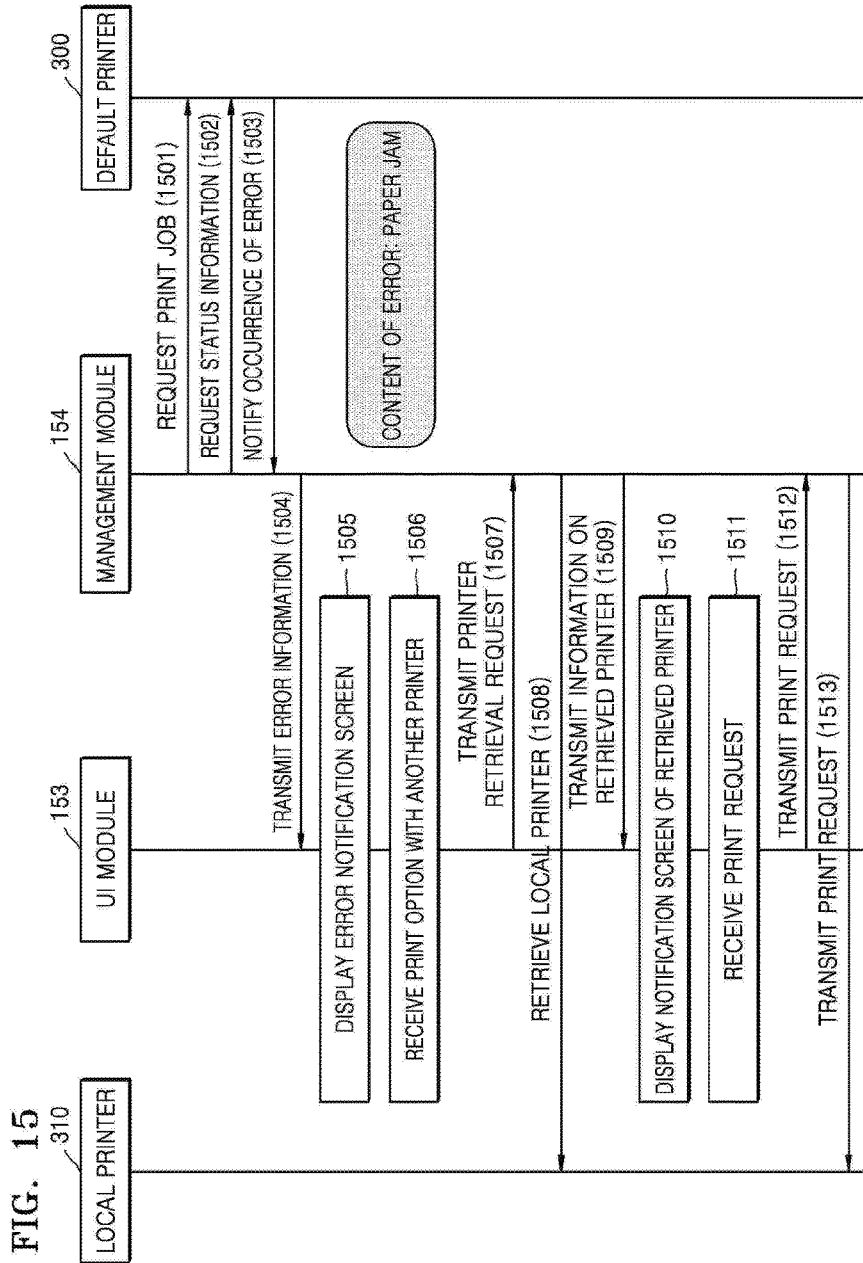 FIG. 15
310
LOCAL PRINTER
153
UI MODULE
154
MANAGEMENT MODULE
300
DEFAULT PRINTER
REQUEST PRINT JOB (1501)
REQUEST STATUS INFORMATION (1502)
NOTIFY OCCURRENCE OF ERROR (1503)
CONTENT OF ERROR: PAPER JAM
TRANSMIT ERROR INFORMATION (1504)
DISPLAY ERROR NOTIFICATION SCREEN
1505
RECEIVE PRINT OPTION WITH ANOTHER PRINTER
1506
TRANSMIT PRINTER
RETRIEVAL REQUEST (1507)
RETRIEVE LOCAL PRINTER (1508)
TRANSMIT INFORMATION ON
RETRIEVED PRINTER (1509)
DISPLAY NOTIFICATION SCREEN OF RETRIEVED PRINTER
1510
RECEIVE PRINT REQUEST
1511
TRANSMIT PRINT REQUEST (1512)
TRANSMIT PRINT REQUEST (1513)